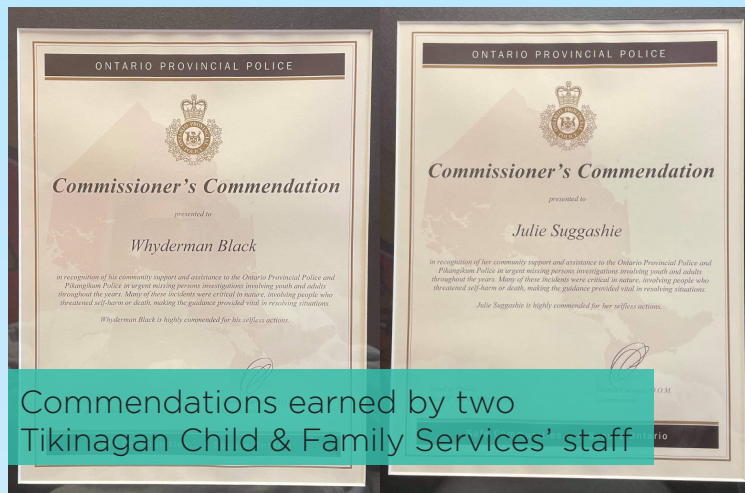 ONTARIO PROVINCIAL POLICE
Commissioner's Commendation
presented to
Whyderman Black
in recognition of his community support and assistance to the Ontario Provincial Police and
Pikangikum Police in urgent missing persons investigations involving youth and adults
throughout the years. Many of these incidents were critical in nature, involving people who
threatened self-harm or death, making the guidance provided vital in resolving situations.
Whyderman Black is highly commended for his selfless actions.
ONTARIO PROVINCIAL POLICE
Commissioner's Commendation
presented to
Julie Suggashie
in recognition of her community support and assistance to the Ontario Provincial Police and
Pikangikum Police in urgent missing persons investigations involving youth and adults
throughout the years. Many of these incidents were critical in nature, involving people who
threatened self-harm or death, making the guidance provided vital in resolving situations.
Julie Suggashie is highly commended for her selfless actions.
O.O.M.
Commendations earned by two
Tikinagan Child & Family Services' staff